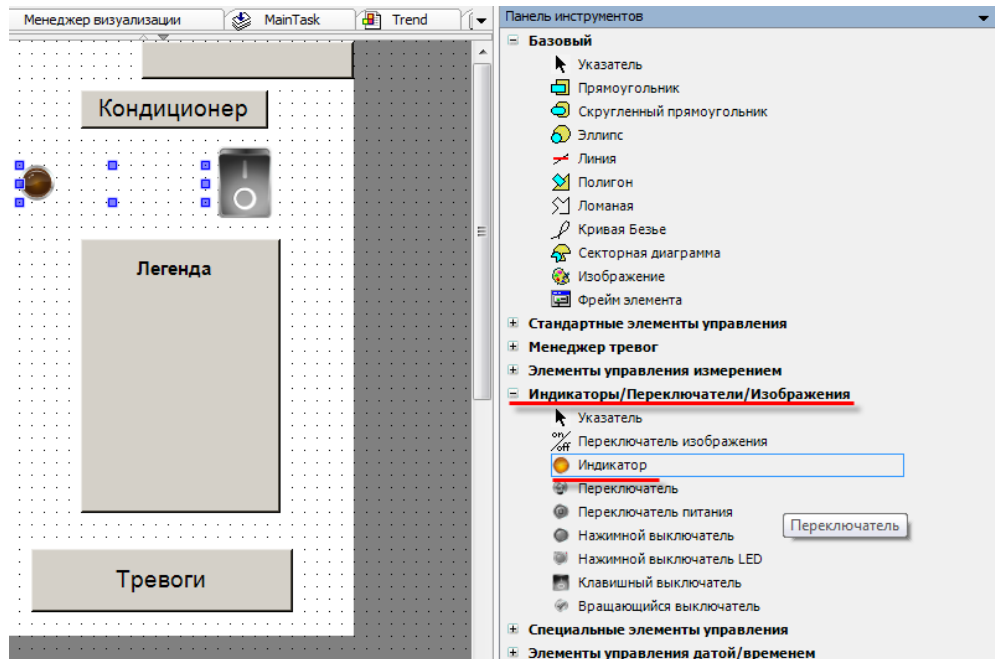 Менеджер визуализации
MainTask
Trend
Кондиционер
Легенда
Тревоги
Панель инструментов
Базовый
Указатель
Прямоугольник
Скругленный прямоугольник
Эллипс
Линия
Полигон
Ломаная
Кривая Безье
Секторная диаграмма
Изображение
Фрейм элемента
Стандартные элементы управления
Менеджер тревог
Элементы управления измерением
Индикаторы/Переключатели/Изображения
Указатель
on/off Переключатель изображения
Индикатор
Переключатель
Переключатель питания
Переключатель
Нажимной выключатель
Нажимной выключатель LED
Клавишный выключатель
Вращающийся выключатель
Специальные элементы управления
Элементы управления датой/временем